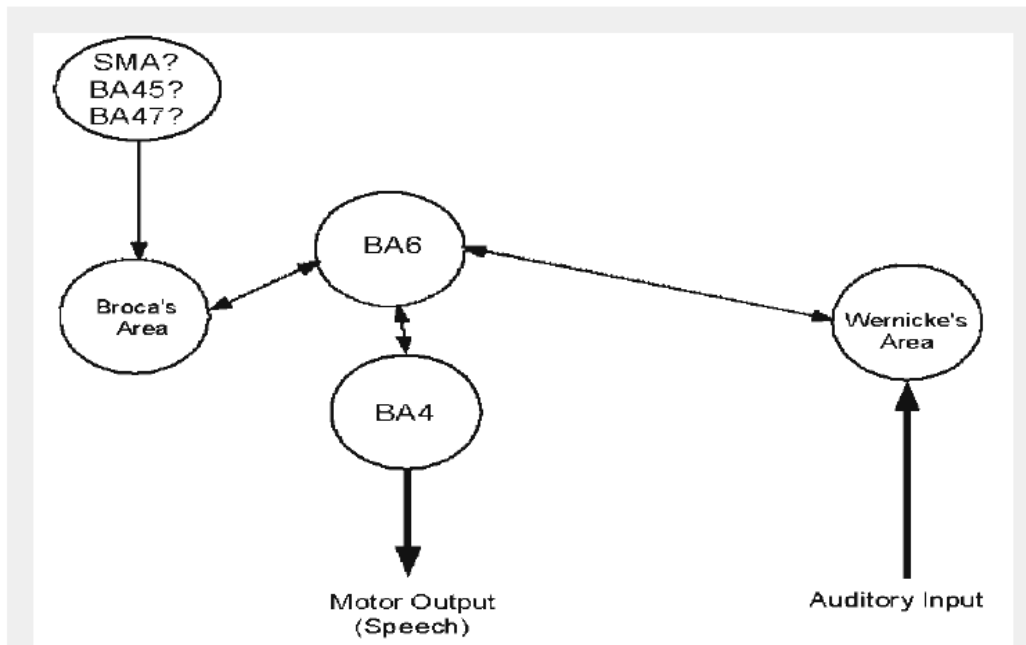 SMA?
BA45?
BA47?
BA6
Broca's
Area
Wernicke's
Area
BA4
Motor Output
(Speech)
Auditory Input